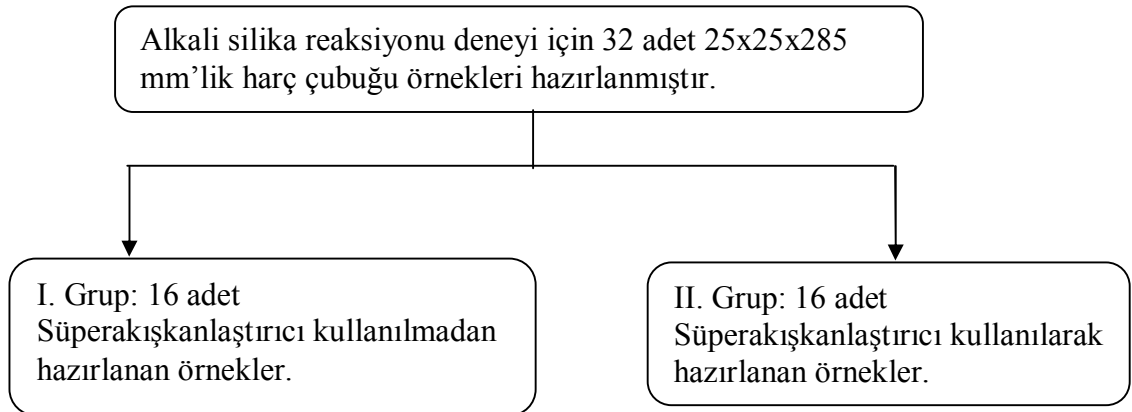 Alkali silika reaksiyonu deneyi için 32 adet 25x25x285
mm’lik harç çubuğu örnekleri hazırlanmıştır.
I. Grup: 16 adet
Süperakışkanlaştırıcı kullanılmadan
hazırlanan örnekler.
II. Grup: 16 adet
Süperakışkanlaştırıcı kullanılarak
hazırlanan örnekler.